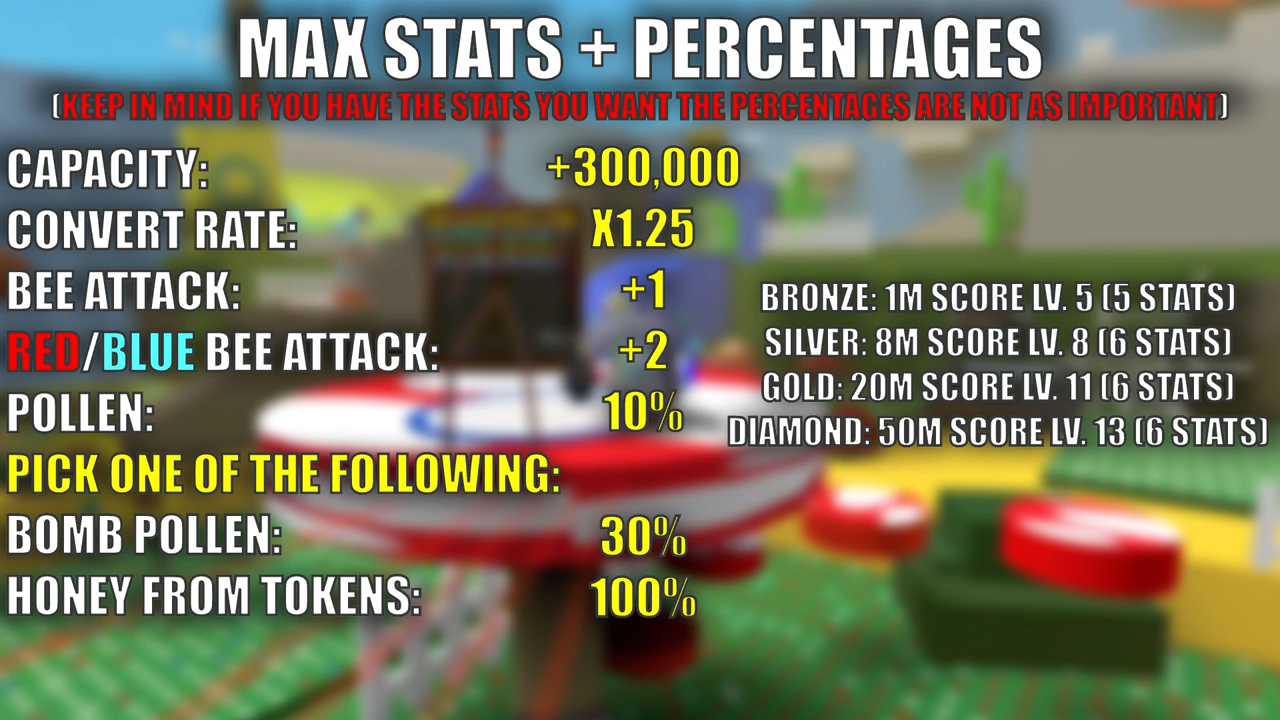 MAX STATS + PERCENTAGES
(KEEP IN MIND IF YOU HAVE THE STATS YOU WANT THE PERCENTAGES ARE NOT AS IMPORTANT)
CAPACITY: +300,000
CONVERT RATE: X1.25
BEE ATTACK: +1
RED/BLUE BEE ATTACK: +2
POLLEN: 10%
PICK ONE OF THE FOLLOWING:
BOMB POLLEN: 30%
HONEY FROM TOKENS: 100%
BRONZE: 1M SCORE LV. 5 (5 STATS)
SILVER: 8M SCORE LV. 8 (6 STATS)
GOLD: 20M SCORE LV. 11 (6 STATS)
DIAMOND: 50M SCORE LV. 13 (6 STATS)